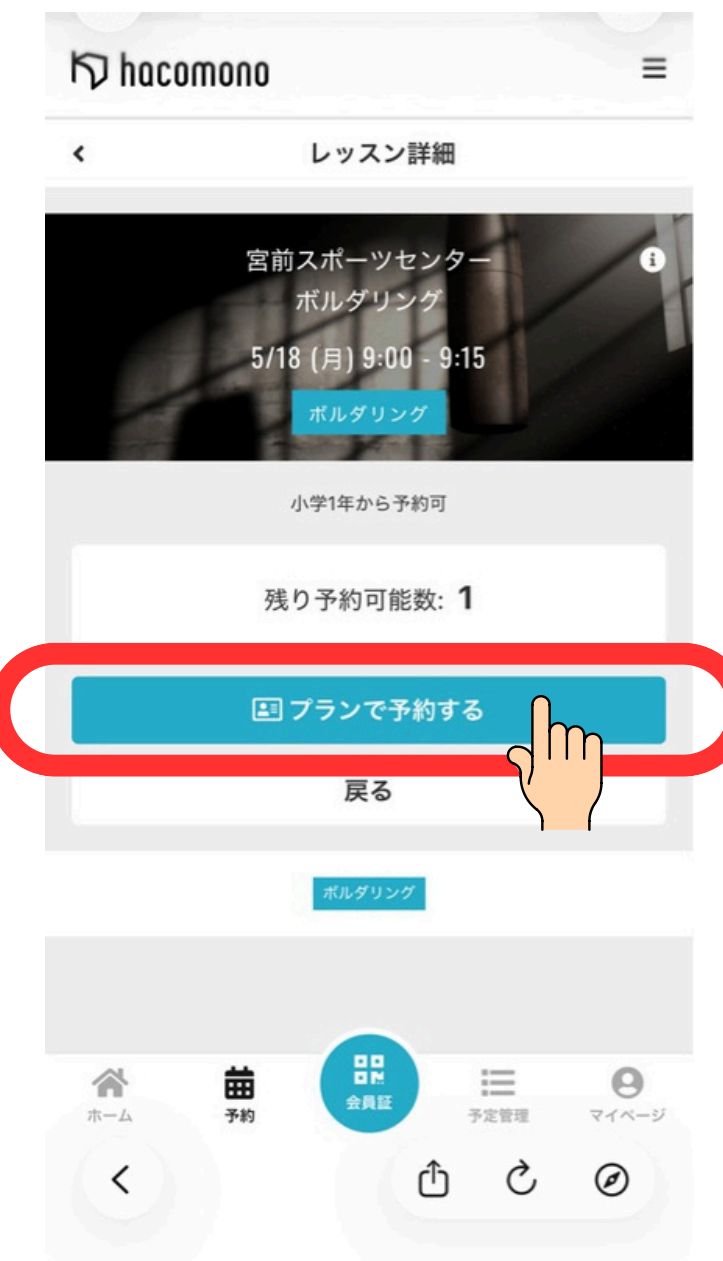 hacomono
レッスン詳細
宮前スポーツセンター
ボルダリング
5/18 (月) 9:00 - 9:15
ボルダリング
小学1年から予約可
残り予約可能数: 1
プランで予約する
戻る
ボルダリング
ホーム
予約
会員証
予定管理
マイページ